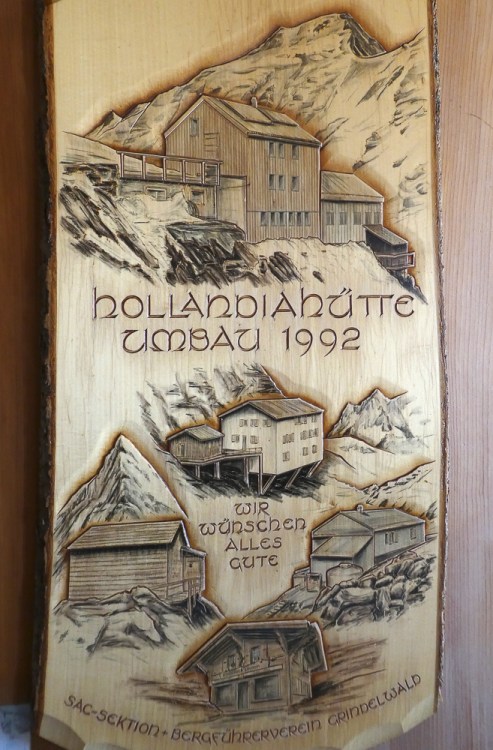 HOLLANDIAHÜTTE
UMBAU 1992
WIR
WÜNSCHEN
ALLES
GUTE
SAC-SEKTION + BERGFÜHRERVEREIN GRINDELWALD